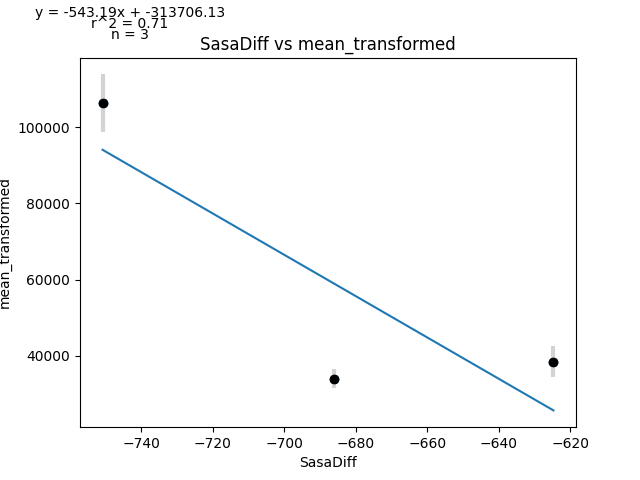 y = -543.19x + -313706.13
r^2 = 0.71
n = 3
SasaDiff vs mean_transformed
mean_transformed
100000
80000
60000
40000
−740 −720 −700 −680 −660 −640 −620
SasaDiff